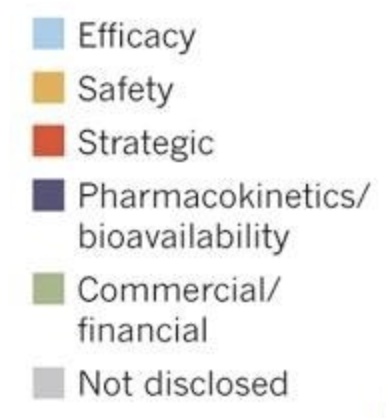 Efficacy
Safety
Strategic
Pharmacokinetics/
bioavailability
Commercial/
financial
Not disclosed